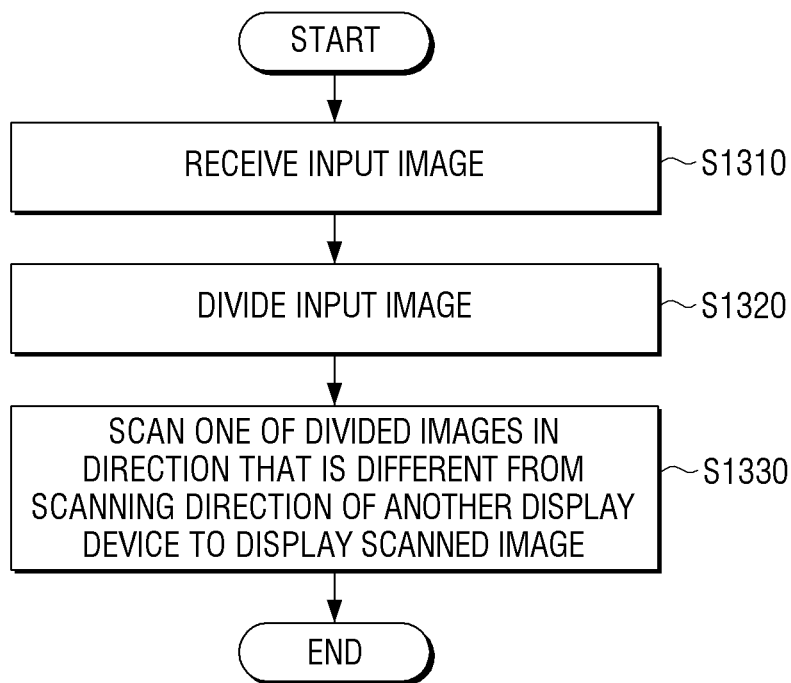 START
RECEIVE INPUT IMAGE
S1310
DIVIDE INPUT IMAGE
S1320
SCAN ONE OF DIVIDED IMAGES IN
DIRECTION THAT IS DIFFERENT FROM
SCANNING DIRECTION OF ANOTHER DISPLAY
DEVICE TO DISPLAY SCANNED IMAGE
S1330
END